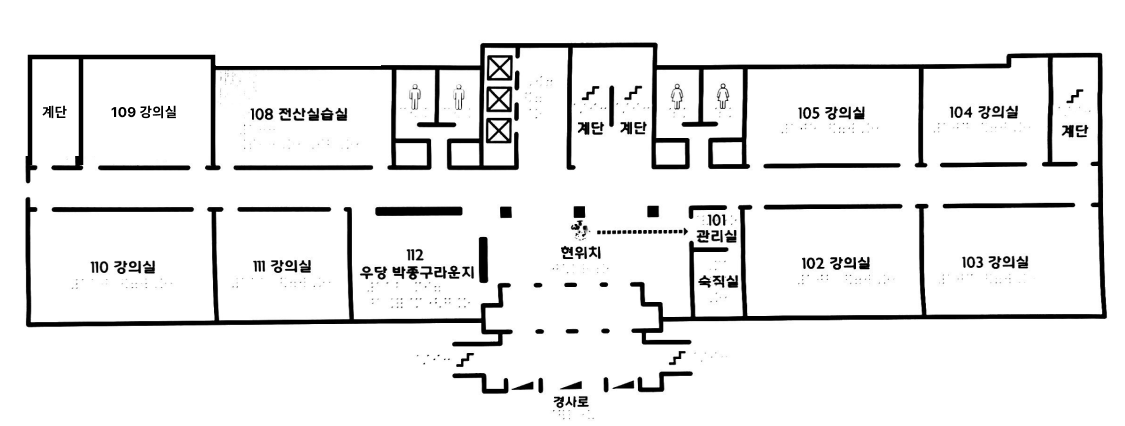 계단
109 강의실
108 전산실습실
계단
계단
105 강의실
104 강의실
계단
110 강의실
111 강의실
112
우당 박종구라운지
현위치
101
관리실
숙직실
102 강의실
103 강의실
경사로